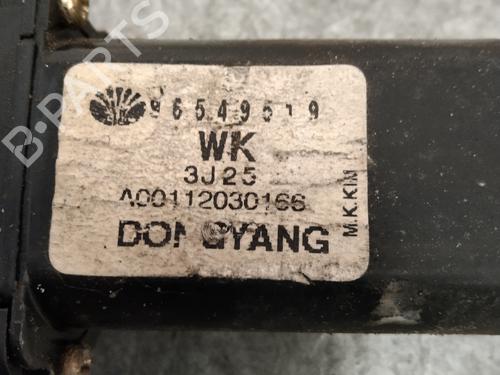 96549519
WK
3J25
A00112030166
DONGYANG
M.K.KIM
B-PARTS